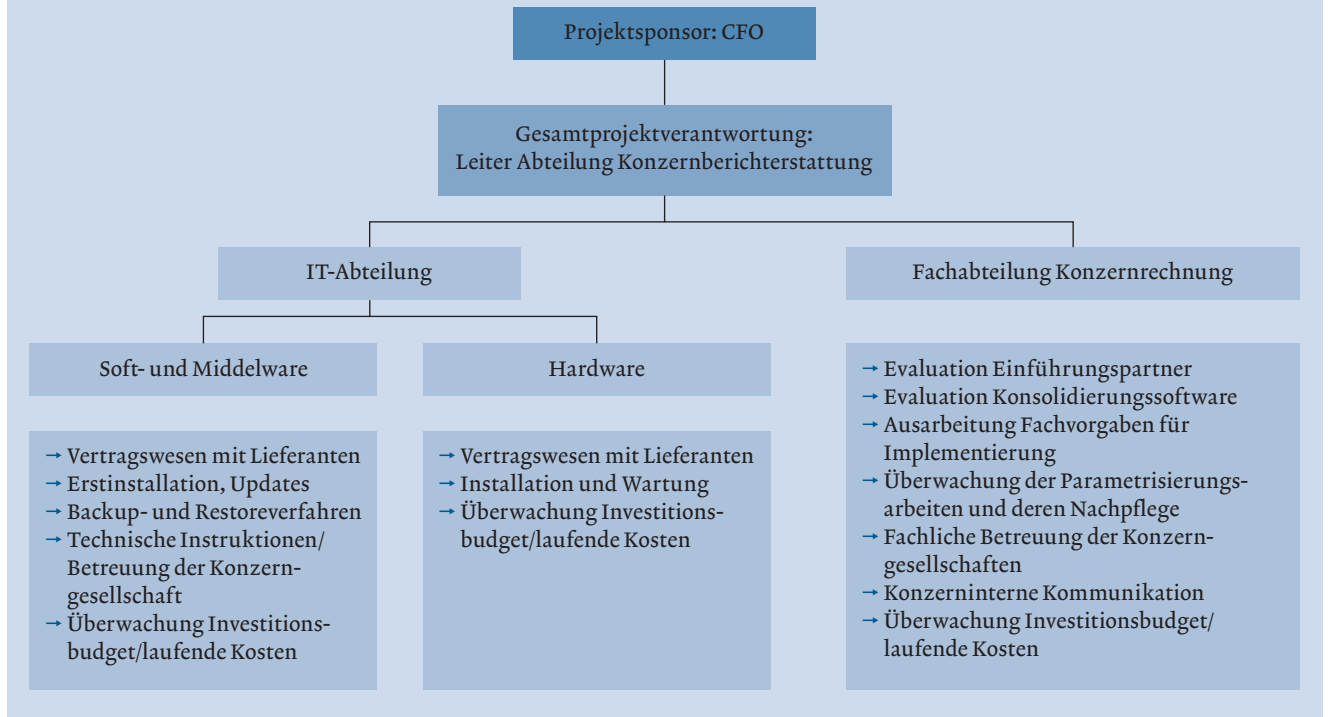 Projektsponsor: CFO
Gesamtprojektverantwortung:
Leiter Abteilung Konzernberichterstattung
IT-Abteilung
Fachabteilung Konzernrechnung
Soft- und Middelware
Hardware
→ Vertragswesen mit Lieferanten
→ Erstinstallation, Updates
→ Backup- und Restoreverfahren
→ Technische Instruktionen/
Betreuung der Konzern-
gesellschaft
→ Überwachung Investitions-
budget/laufende Kosten
→ Vertragswesen mit Lieferanten
→ Installation und Wartung
→ Überwachung Investitions-
budget/laufende Kosten
→ Evaluation Einführungspartner
→ Evaluation Konsolidierungssoftware
→ Ausarbeitung Fachvorgaben für
Implementierung
→ Überwachung der Parametrisierungs-
arbeiten und deren Nachpflege
→ Fachliche Betreuung der Konzern-
gesellschaften
→ Konzerninterne Kommunikation
→ Überwachung Investitionsbudget/
laufende Kosten